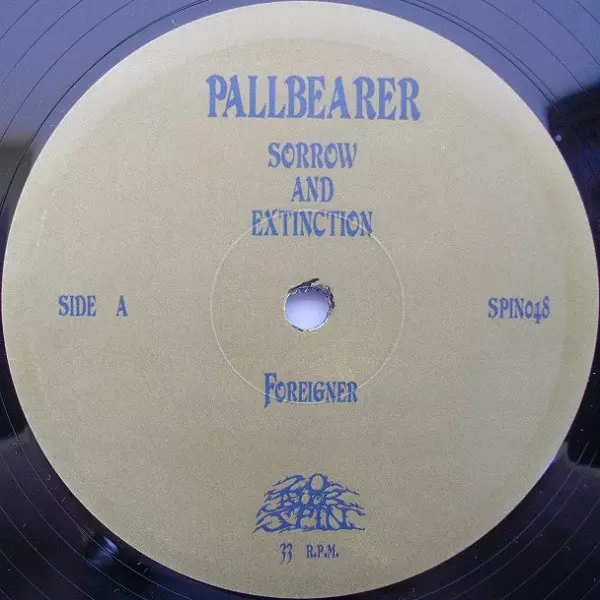 PALLBEARER
SORROW
AND
EXTINCTION
SIDE A
SPIN048
FOREIGNER
20
BUCK
SPIN
33 R.P.M.